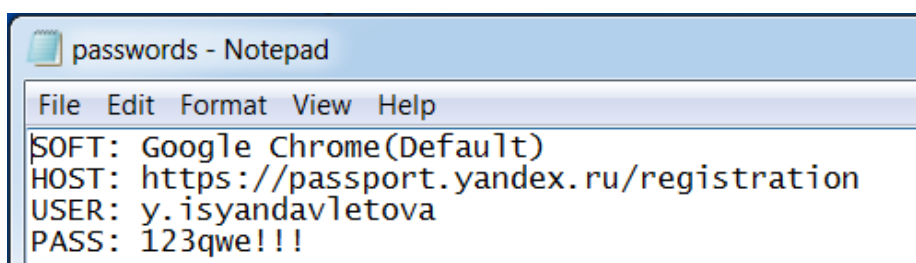 passwords - Notepad
File Edit Format View Help
SOFT: Google Chrome(Default)
HOST: https://passport.yandex.ru/registration
USER: y.isyandavletova
PASS: 123qwe!!!